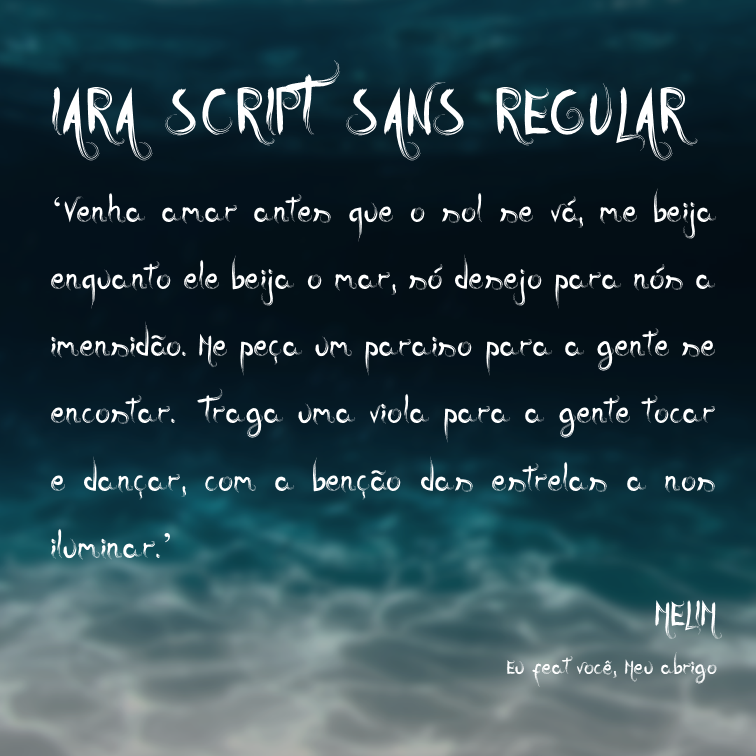 IARA SCRIPT SANS REGULAR
‘Venha amar antes que o sol se vá, me beija
enquanto ele beija o mar, só desejo para nós a
imensidão. Me peça um paraiso para a gente se
encostar. Traga uma viola para a gente tocar
e dançar, com a benção das estrelas a nos
iluminar.’
MELIM
Eu feat você, Meu abrigo